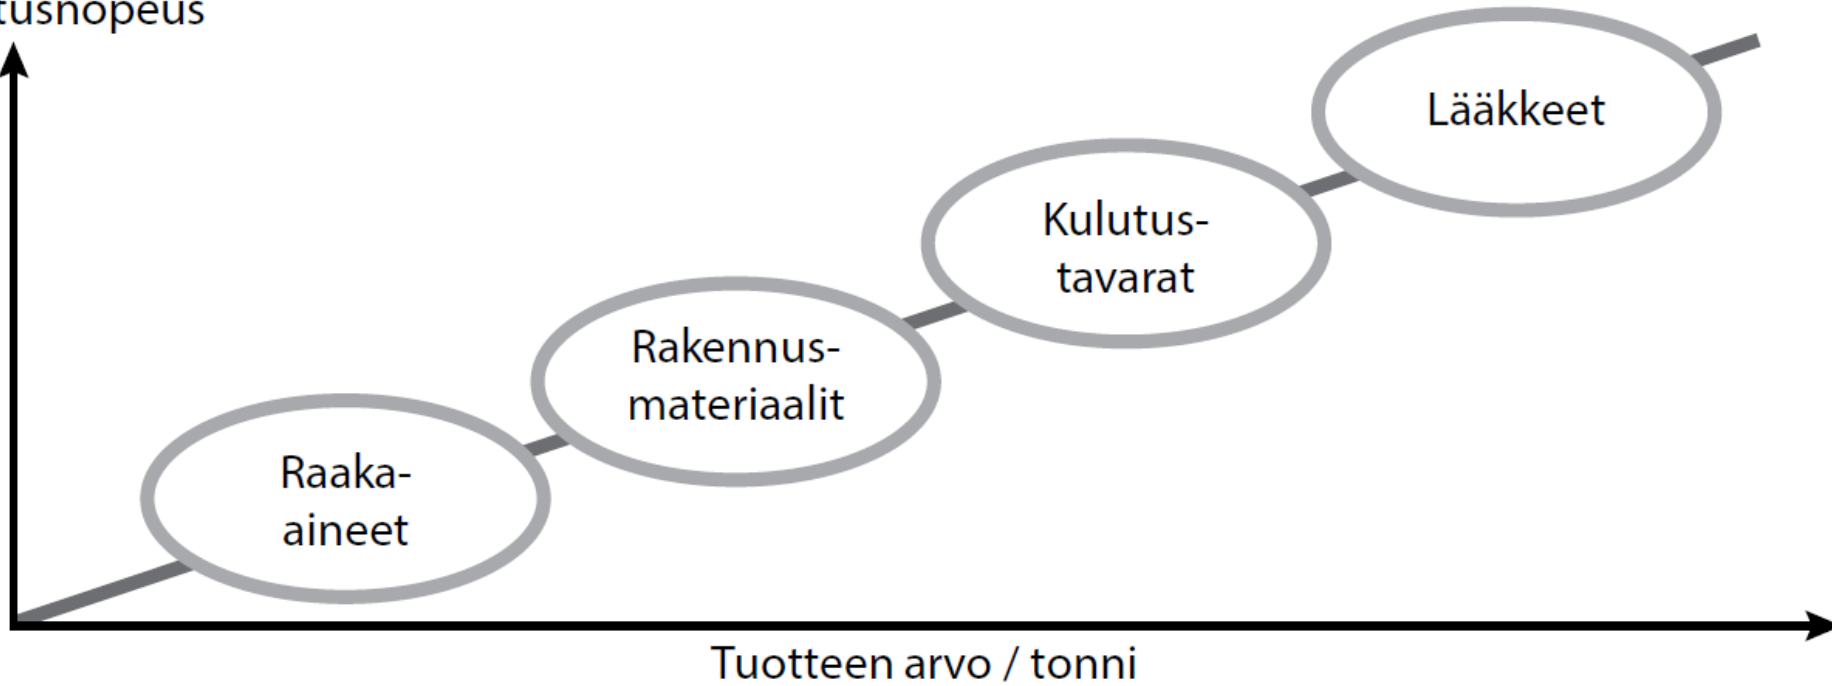 tusnopeus
Lääkkeet
Kulutus-
tavarat
Rakennus-
materiaalit
Raaka-
aineet
Tuotteen arvo / tonni